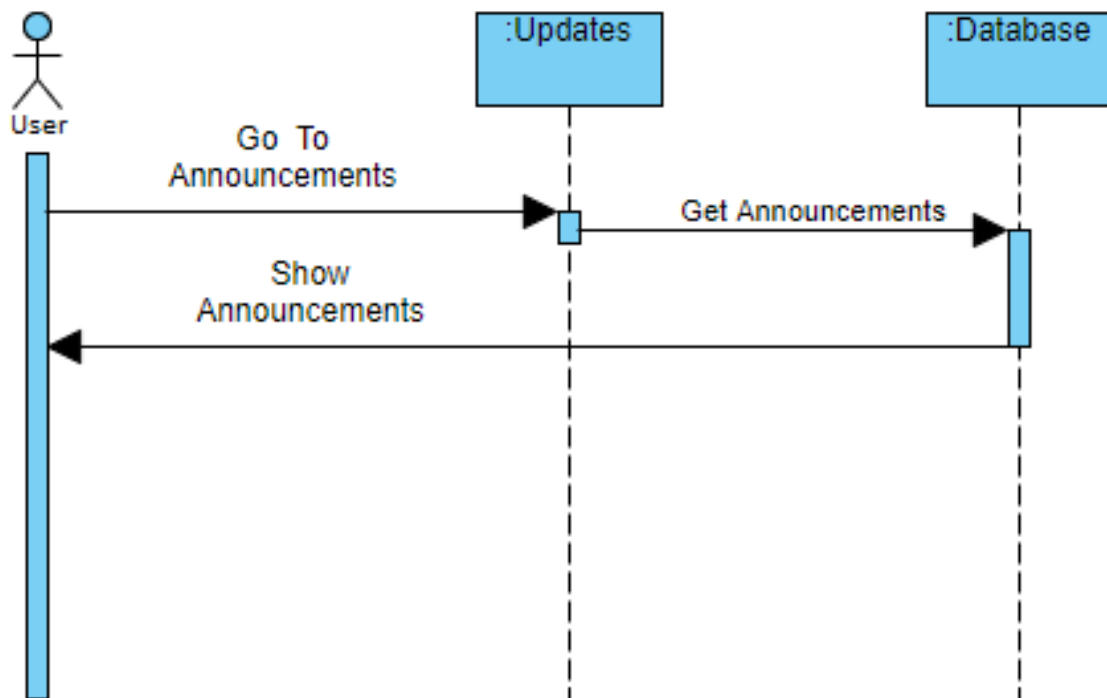 :Updates
:Database
User
Go To
Announcements
Get Announcements
Show
Announcements